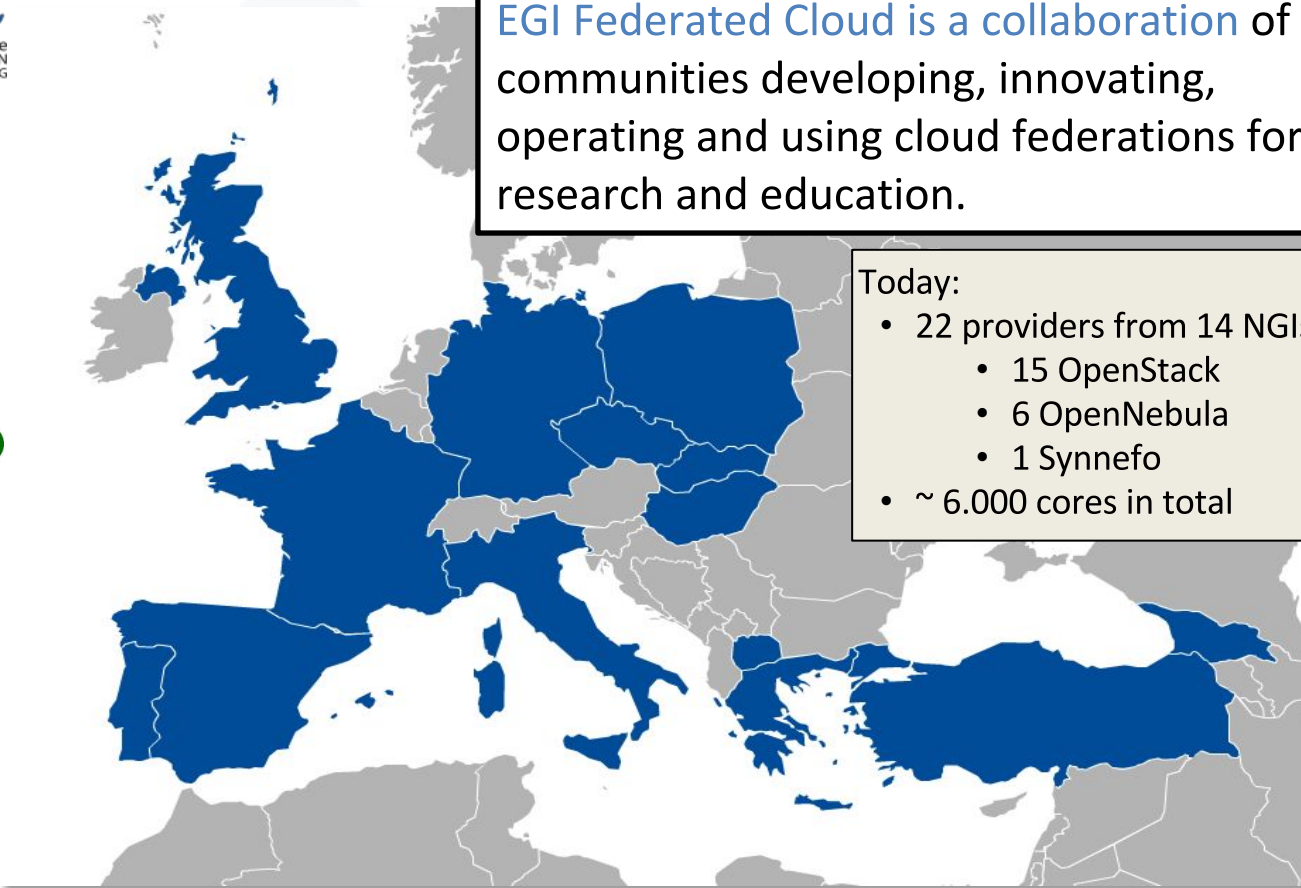 EGI Federated Cloud is a collaboration of
communities developing, innovating,
operating and using cloud federations for
research and education.
Today:
• 22 providers from 14 NGIs
• 15 OpenStack
• 6 OpenNebula
• 1 Synnefo
• ~ 6.000 cores in total